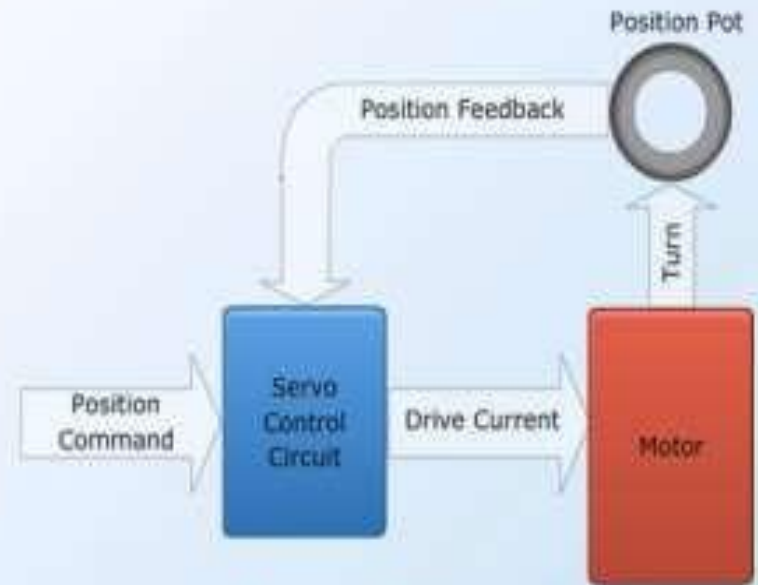 Position Pot
Position Feedback
Turn
Position
Command
Servo
Control
Circuit
Drive Current
Motor